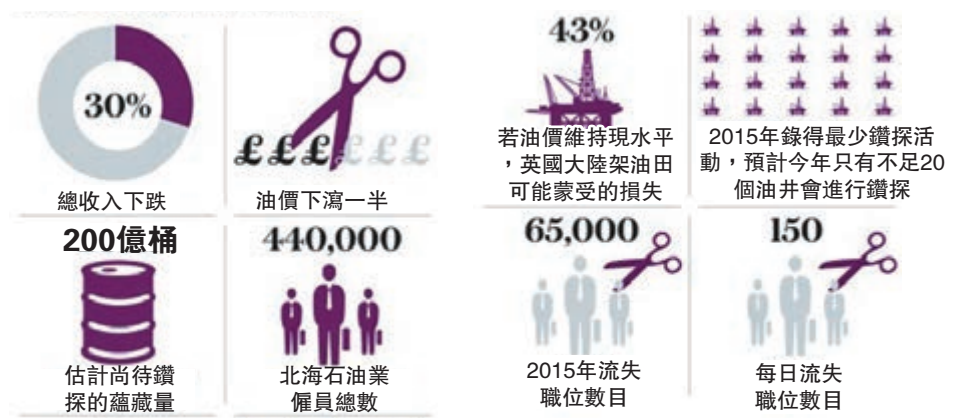 30%
總收入下跌
£££££££
油價下瀉一半
43%
若油價維持現水平
，英國大陸架油田
可能蒙受的損失
2015年錄得最少鑽探活
動，預計今年只有不足20
個油井會進行鑽探
200億桶
估計尚待鑽
探的蘊藏量
440,000
北海石油業
僱員總數
65,000
2015年流失
職位數目
150
每日流失
職位數目